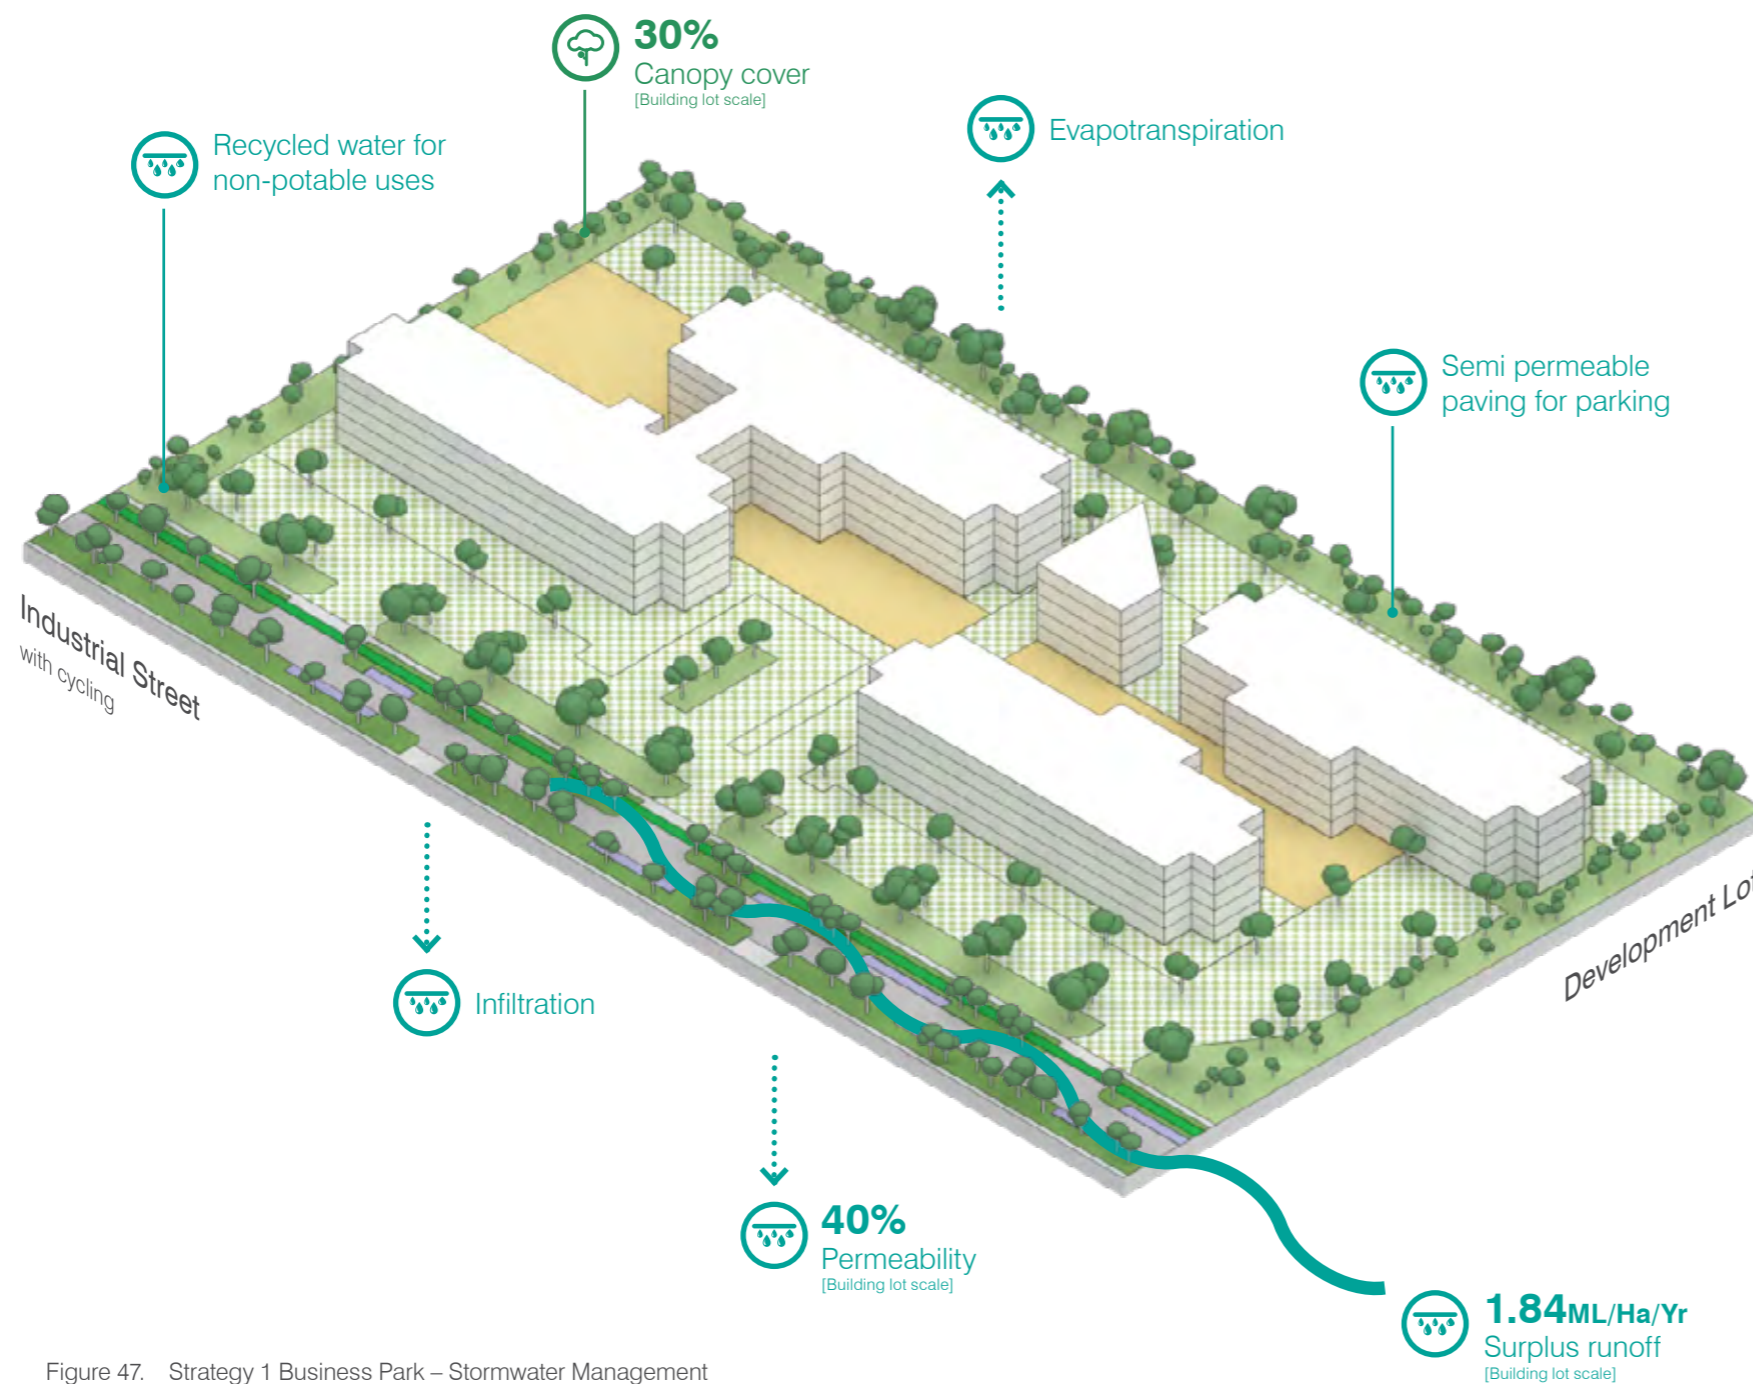 30%
Canopy cover
[Building lot scale]
Recycled water for
non-potable uses
Evapotranspiration
Semi permeable
paving for parking
Industrial Street
with cycling
Development Lot
Infiltration
40%
Permeability
[Building lot scale]
1.84ML/Ha/Yr
Surplus runoff
[Building lot scale]
Figure 47. Strategy 1 Business Park – Stormwater Management